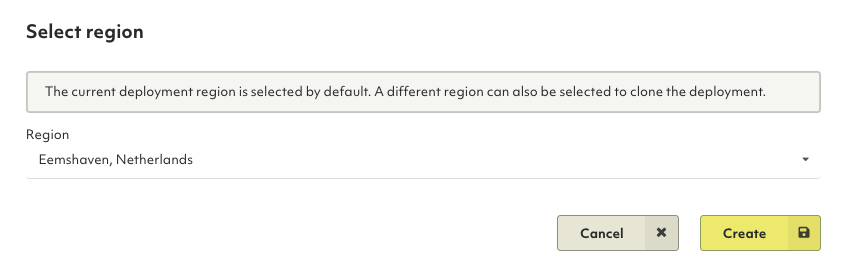 Select region
The current deployment region is selected by default. A different region can also be selected to clone the deployment.
Region
Eemshaven, Netherlands
Cancel
Create